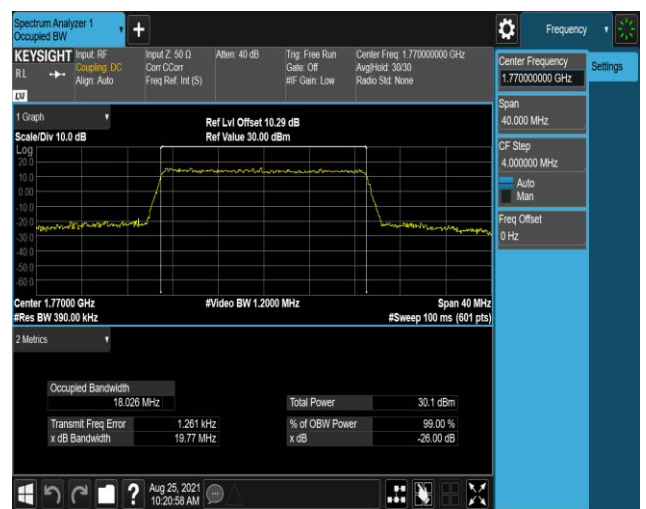 Spectrum Analyzer 1
Occupied BW
+
Frequency
KEYSIGHT
RL
LXI
Input: RF
Coupling: DC
Align: Auto
Input Z: 50 Ω
Corr CCorr
Freq Ref: Int (S)
Atten: 40 dB
Trig: Free Run
Gate: Off
#IF Gain: Low
Center Freq: 1.770000000 GHz
Avg|Hold: 30/30
Radio Std: None
Center Frequency
1.770000000 GHz
Settings
Span
40.000 MHz
CF Step
4.000000 MHz
Auto
Man
Freq Offset
0 Hz
1 Graph
Scale/Div 10.0 dB
Ref Lvl Offset 10.29 dB
Ref Value 30.00 dBm
Log
20.0
10.0
0.00
-10.0
-20.0
-30.0
-40.0
-50.0
-60.0
Center 1.77000 GHz
#Res BW 390.00 kHz
#Video BW 1.2000 MHz
Span 40 MHz
#Sweep 100 ms (601 pts)
2 Metrics
Occupied Bandwidth
18.026 MHz
Total Power 30.1 dBm
Transmit Freq Error 1.261 kHz
% of OBW Power 99.00 %
x dB Bandwidth 19.77 MHz
x dB -26.00 dB
?
Aug 25, 2021
10:20:58 AM